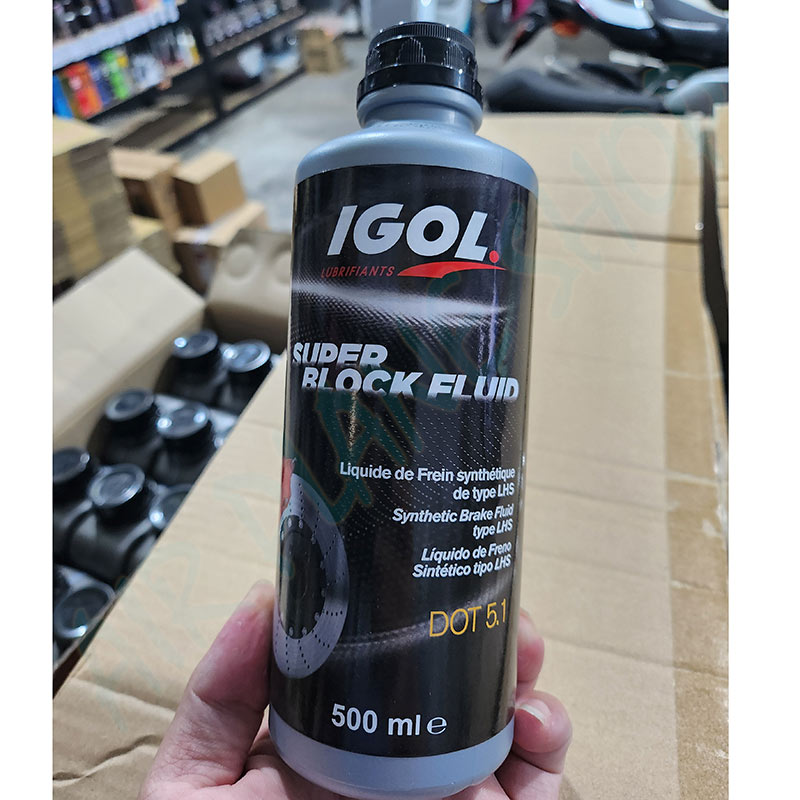 IGOL.
LUBRIFIANTS
SUPER
BLOCK FLUID
Liquide de Frein synthétique
de type LHS
Synthetic Brake Fluid
type LHS
Líquido de Freno
Sintético tipo LHS
DOT 5.1
500 ml e